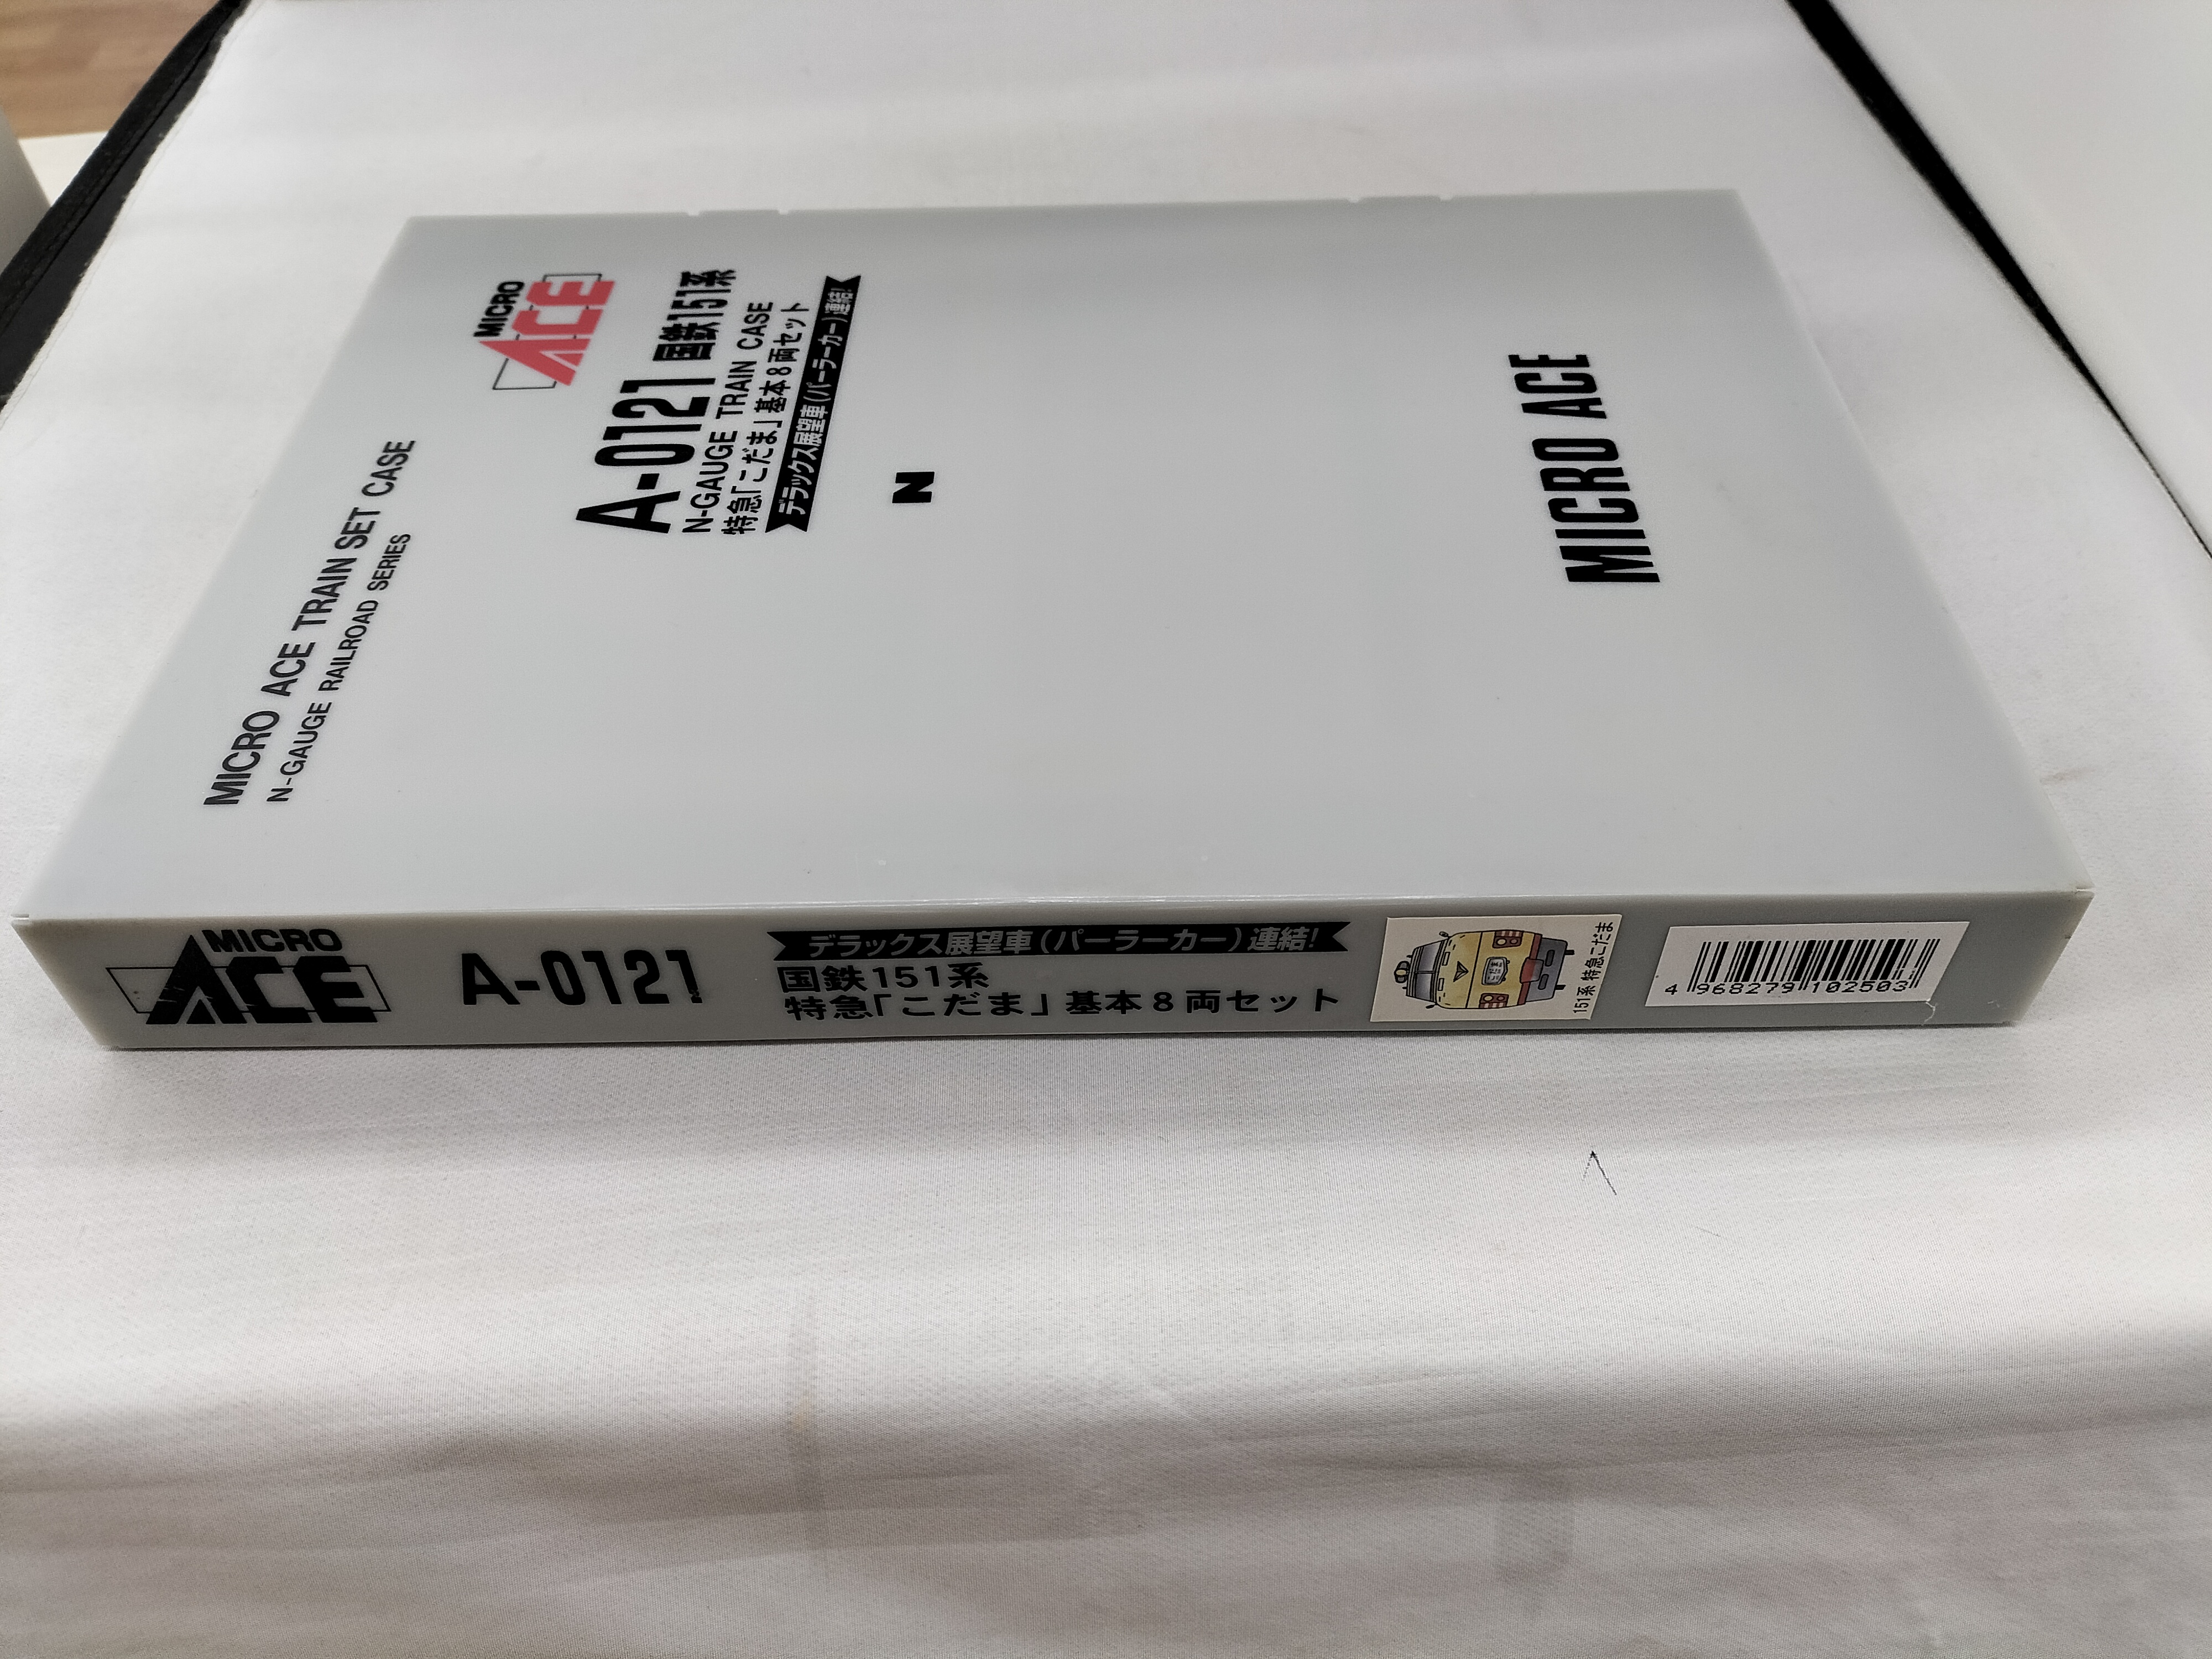 MICRO ACE TRAIN SET CASE
N-GAUGE RAILROAD SERIES
MICRO
ACE
A-0121 国鉄151系
N-GAUGE TRAIN CASE
特急「こだま」基本8両セット
デラックス展望車(パーラーカー)連結!
N
MICRO ACE
MICRO
ACE
A-0121
デラックス展望車(パーラーカー)連結!
国鉄151系
特急「こだま」基本8両セット
こだま
151系 特急こだま
4 968279 102503